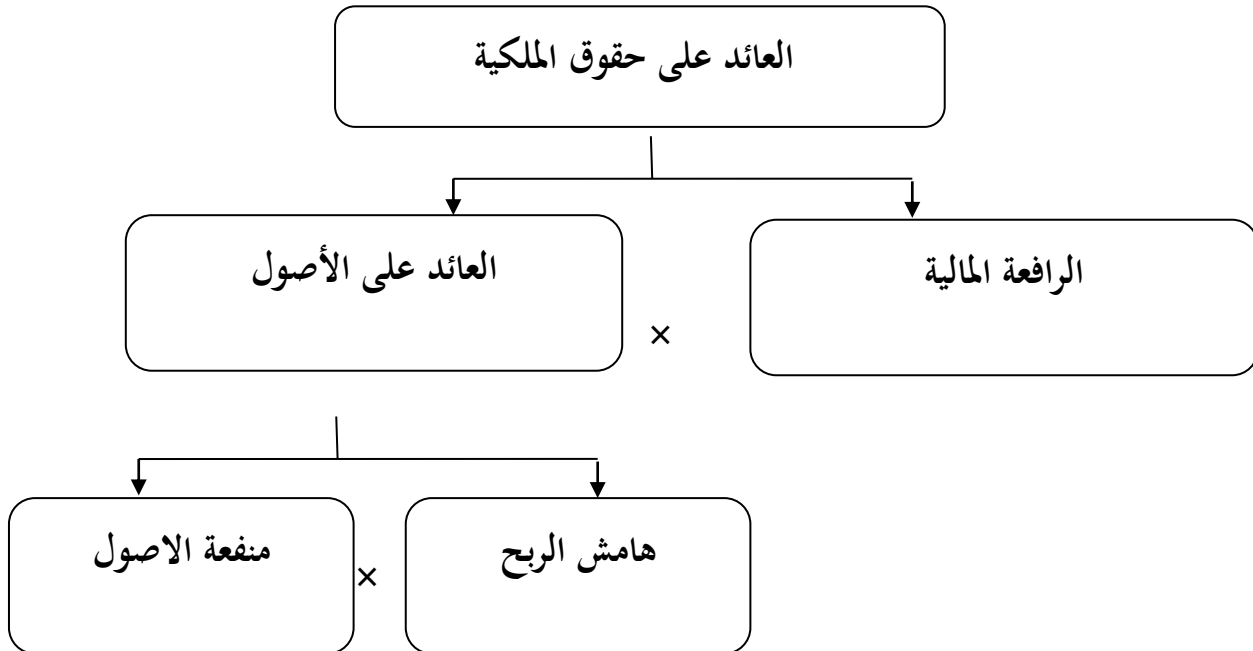 العائد على حقوق الملكية
الرافعة المالية
×
العائد على الأصول
هامش الربح
×
منفعة الاصول